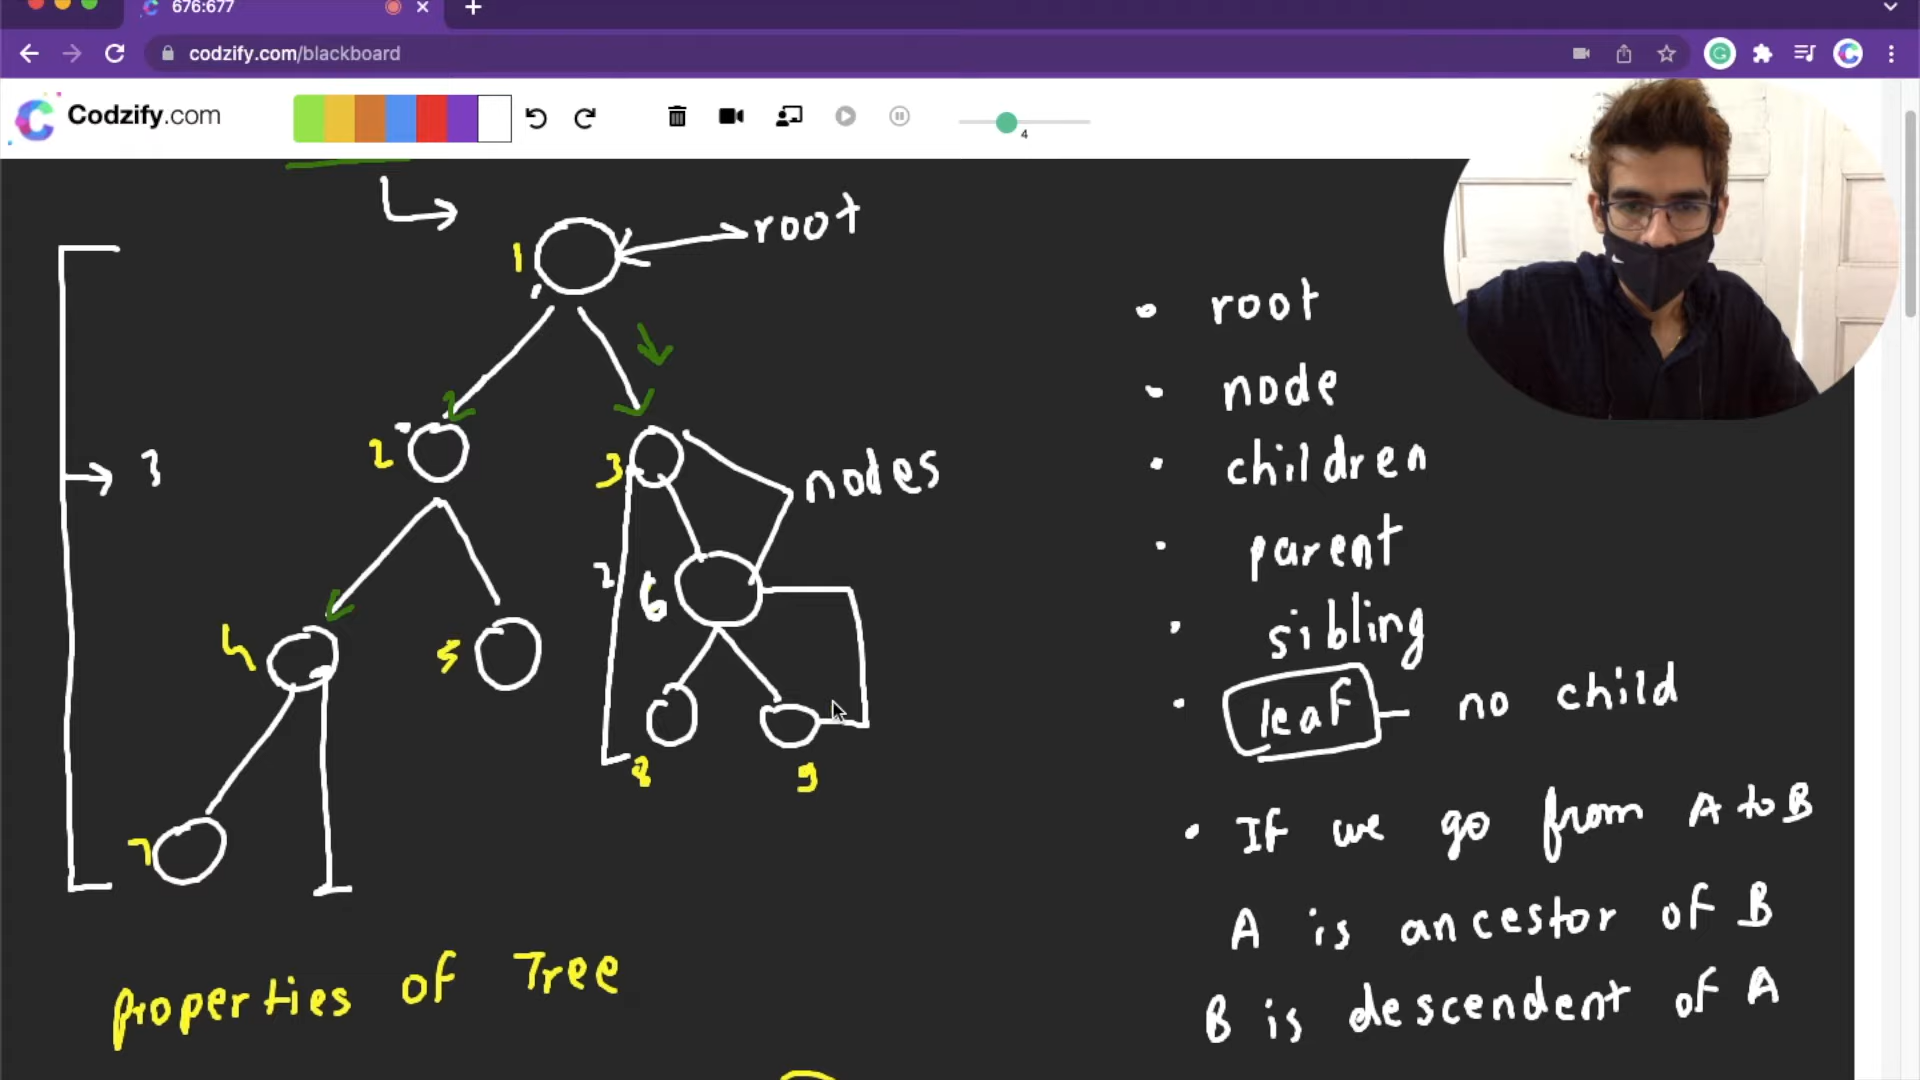 676:677
codzify.com/blackboard
Codzify.com
4
root
1
root
node
3
2
3
nodes
children
parent
2
6
sibling
4
5
leaf - no child
8
9
7
If we go from A to B
A is ancestor of B
B is descendent of A
properties of Tree